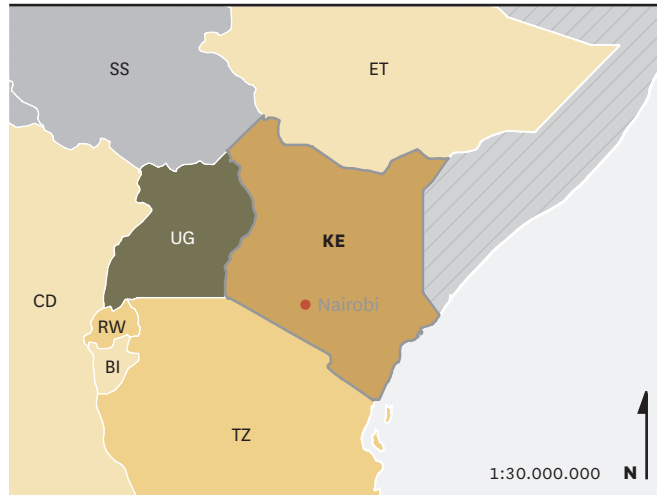 SS
ET
UG
KE
CD
Nairobi
RW
BI
TZ
1:30.000.000 N